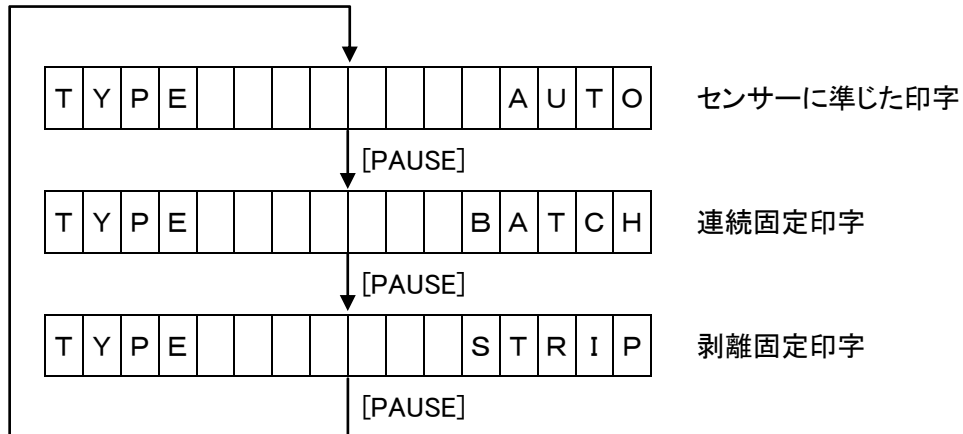 TYPE AUTO センサーに準じた印字
[PAUSE]
TYPE BATCH 連続固定印字
[PAUSE]
TYPE STRIP 剥離固定印字
[PAUSE]